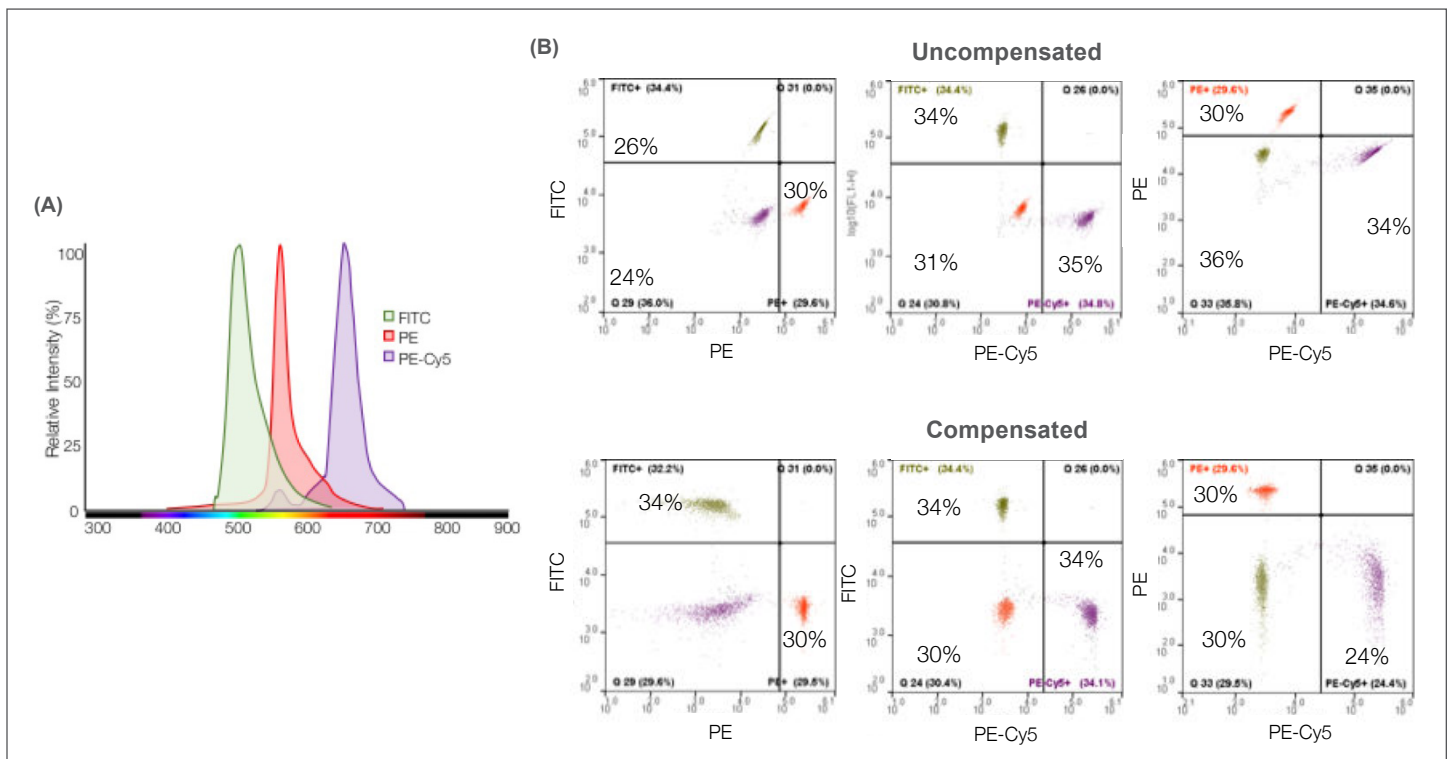 (A)
100
75
50
25
0
Relative Intensity (%)
FITC
PE
PE-Cy5
300 400 500 600 700 800 900
(B)
Uncompensated
FITC+ (34.4%)
Q 31 (0.0%)
26%
30%
24%
Q 29 (36.0%)
PE+ (29.6%)
FITC
PE
FITC+ (34.4%)
Q 26 (0.0%)
34%
31%
35%
Q 24 (30.8%)
PE-Cy5+ (34.8%)
log10(FL1-H)
PE-Cy5
PE+ (29.6%)
Q 35 (0.0%)
30%
34%
36%
Q 33 (35.8%)
PE-Cy5+ (34.6%)
PE
PE-Cy5
Compensated
FITC+ (32.2%)
Q 31 (0.0%)
34%
30%
Q 29 (29.6%)
PE+ (29.5%)
FITC
PE
FITC+ (34.4%)
Q 26 (0.0%)
34%
34%
30%
Q 24 (30.4%)
PE-Cy5+ (34.1%)
FITC
PE-Cy5
PE+ (29.6%)
Q 35 (0.0%)
30%
30%
24%
Q 33 (29.5%)
PE-Cy5+ (24.4%)
PE
PE-Cy5